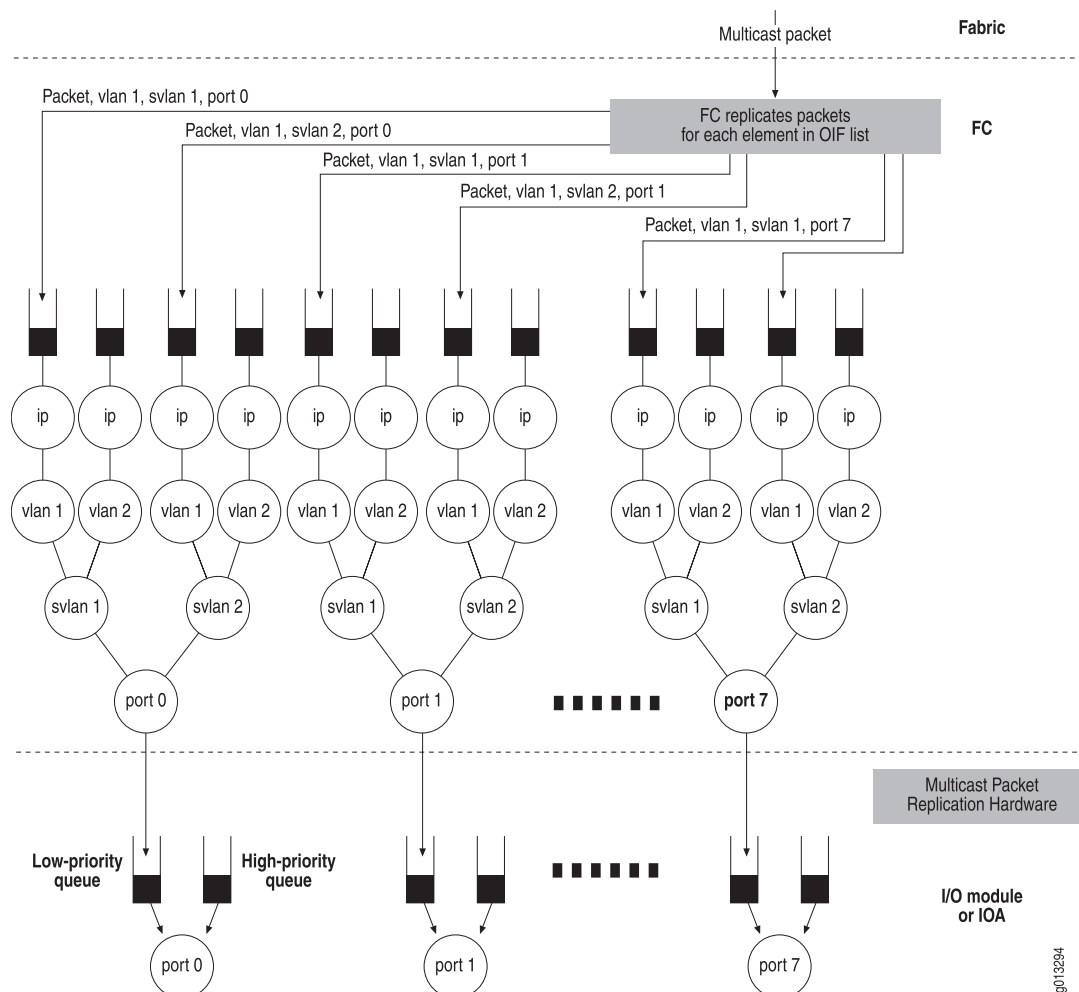 Multicast packet
Fabric
Packet, vlan 1, svlan 1, port 0
FC replicates packets
for each element in OIF list
FC
Packet, vlan 1, svlan 2, port 0
Packet, vlan 1, svlan 1, port 1
Packet, vlan 1, svlan 2, port 1
Packet, vlan 1, svlan 1, port 7
ip ip ip ip ip ip ip ip ip ip ip ip
vlan 1 vlan 2 vlan 1 vlan 2 vlan 1 vlan 2 vlan 1 vlan 2 vlan 1 vlan 2 vlan 1 vlan 2
svlan 1 svlan 2 svlan 1 svlan 2 svlan 1 svlan 2
port 0 port 1 port 7
Multicast Packet
Replication Hardware
Low-priority
queue
High-priority
queue
I/O module
or IOA
port 0 port 1 port 7
g013294